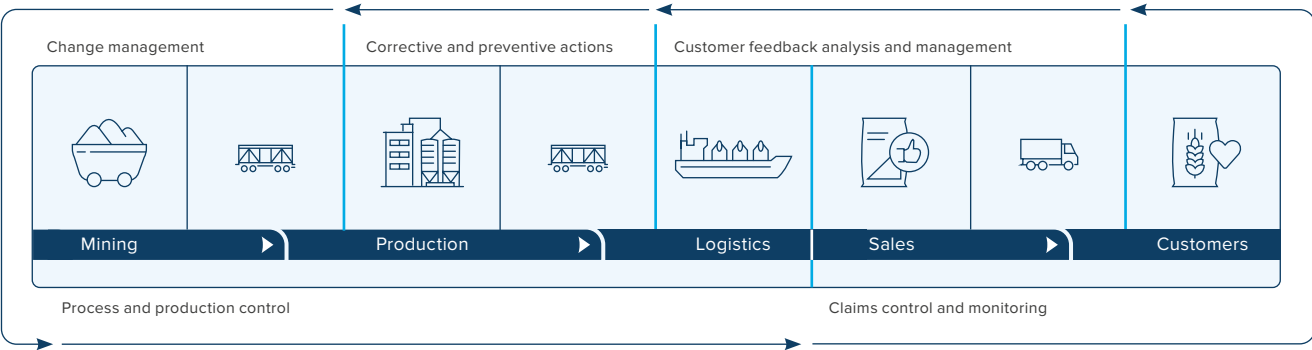 Change management
Corrective and preventive actions
Customer feedback analysis and management
Mining
Production
Logistics
Sales
Customers
Process and production control
Claims control and monitoring